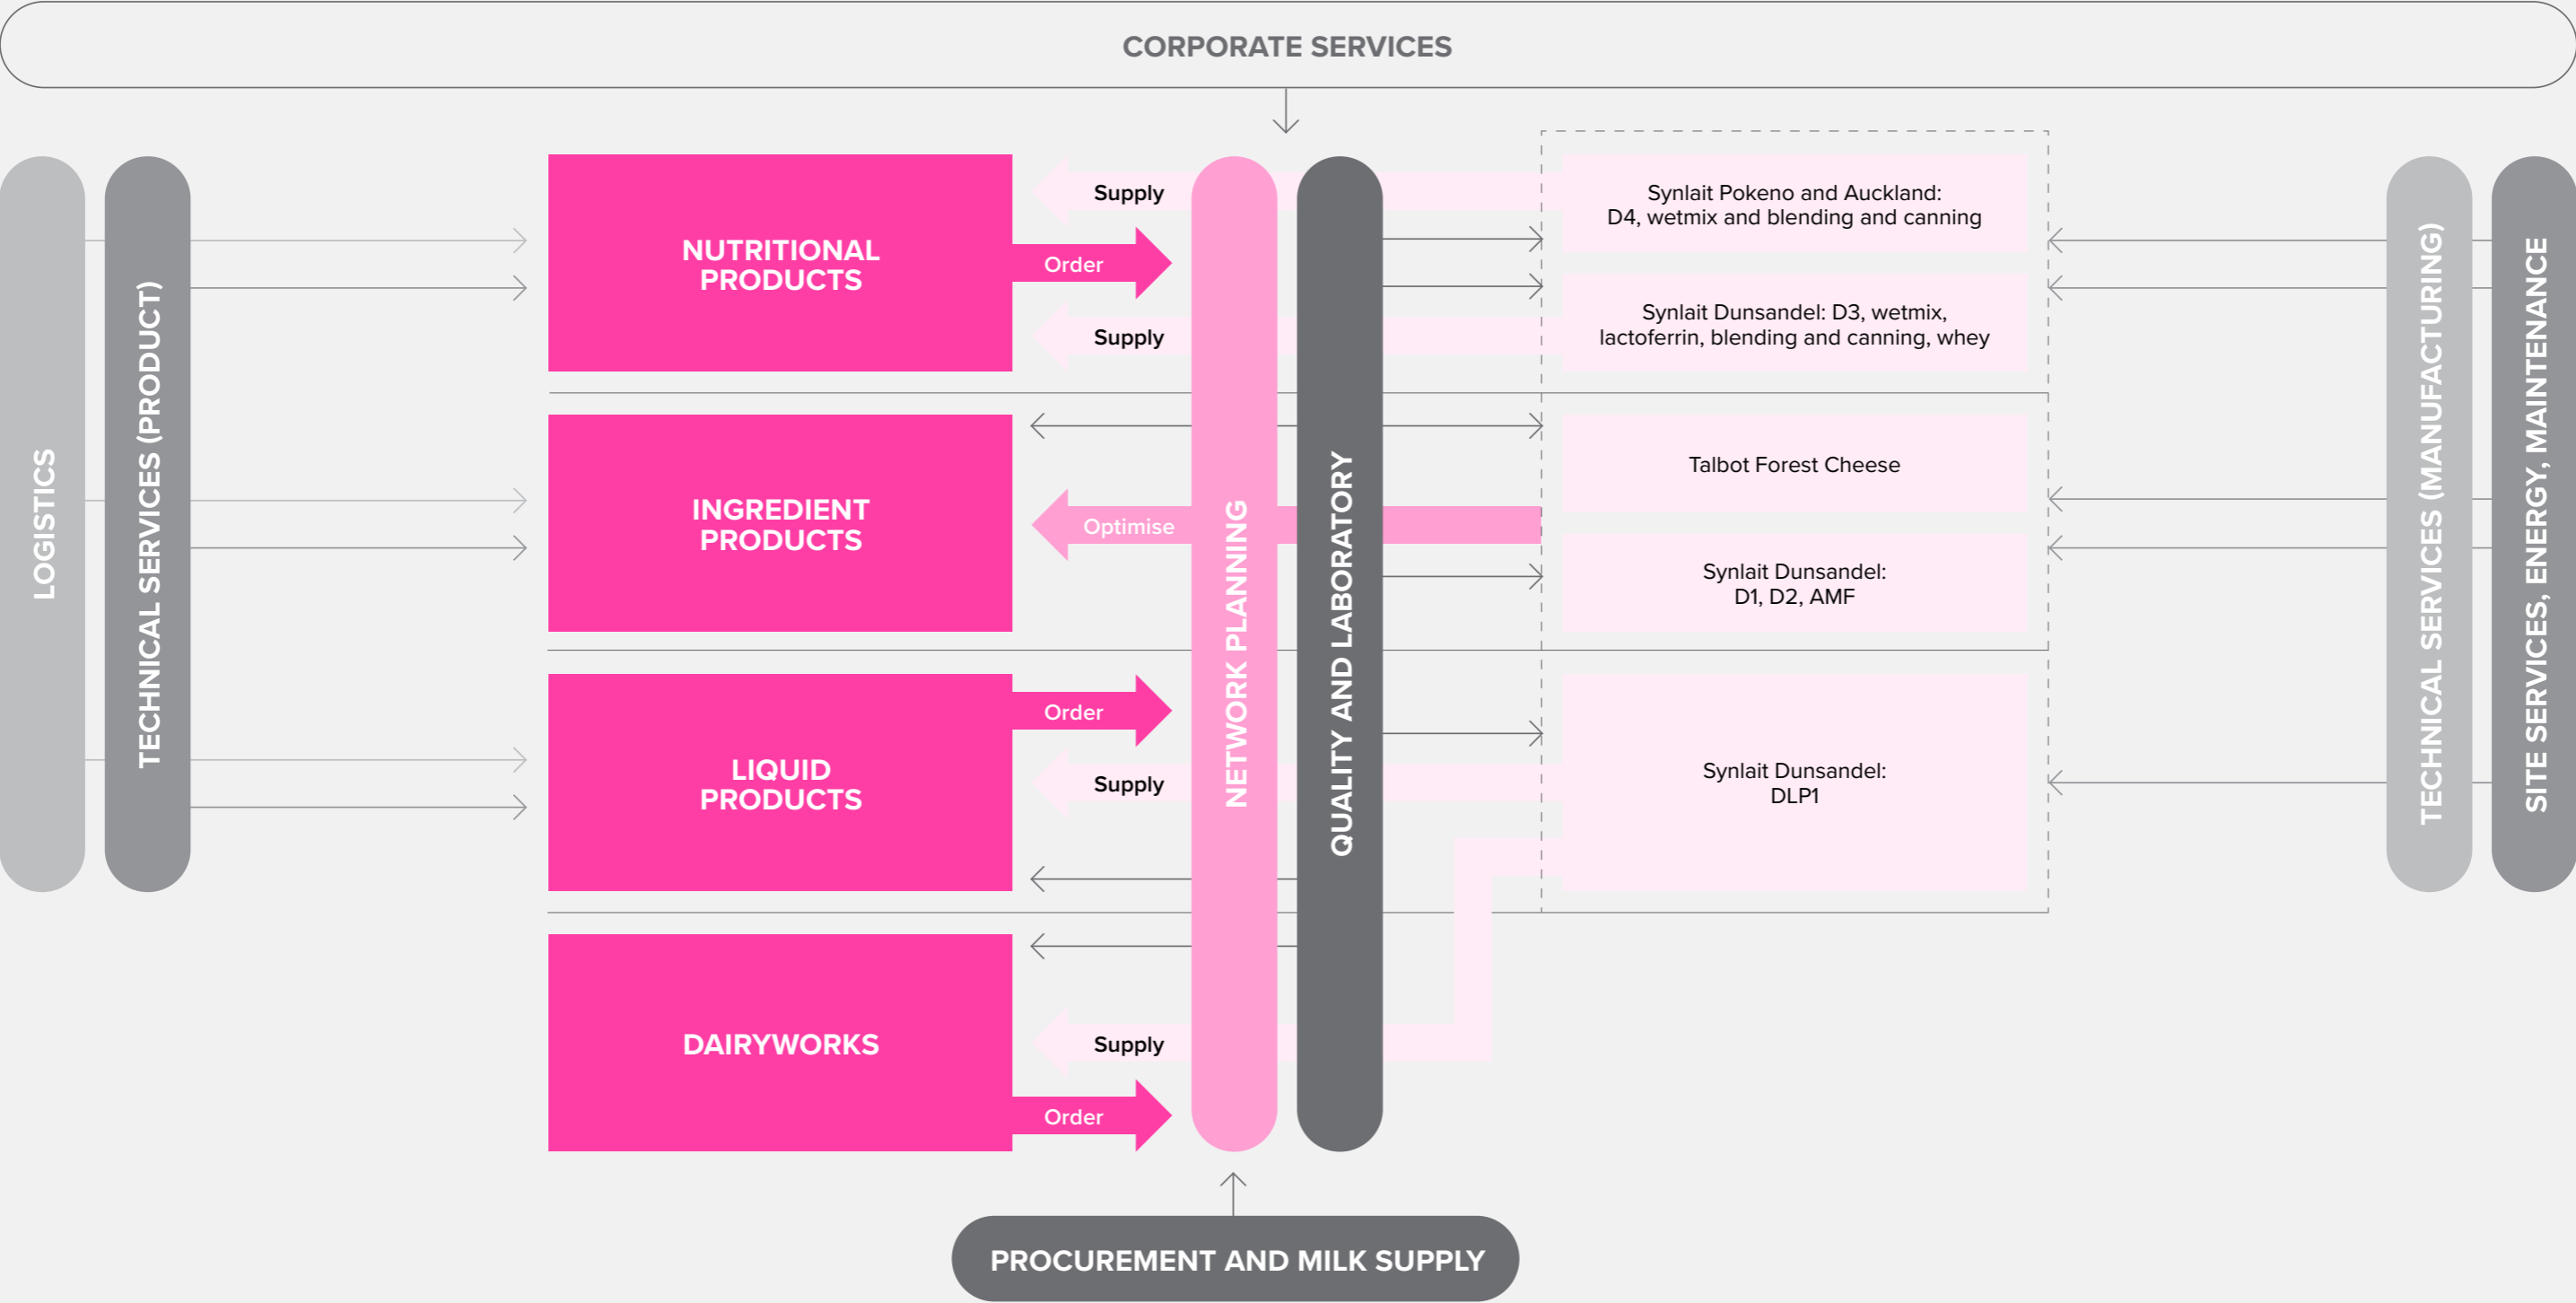 CORPORATE SERVICES
LOGISTICS
TECHNICAL SERVICES (PRODUCT)
NUTRITIONAL
PRODUCTS
Supply
Order
Supply
INGREDIENT
PRODUCTS
Optimise
LIQUID
PRODUCTS
Order
Supply
DAIRYWORKS
Supply
Order
NETWORK PLANNING
QUALITY AND LABORATORY
Synlait Pokeno and Auckland:
D4, wetmix and blending and canning
Synlait Dunsandel: D3, wetmix,
lactoferrin, blending and canning, whey
Talbot Forest Cheese
Synlait Dunsandel:
D1, D2, AMF
Synlait Dunsandel:
DLP1
TECHNICAL SERVICES (MANUFACTURING)
SITE SERVICES, ENERGY, MAINTENANCE
PROCUREMENT AND MILK SUPPLY